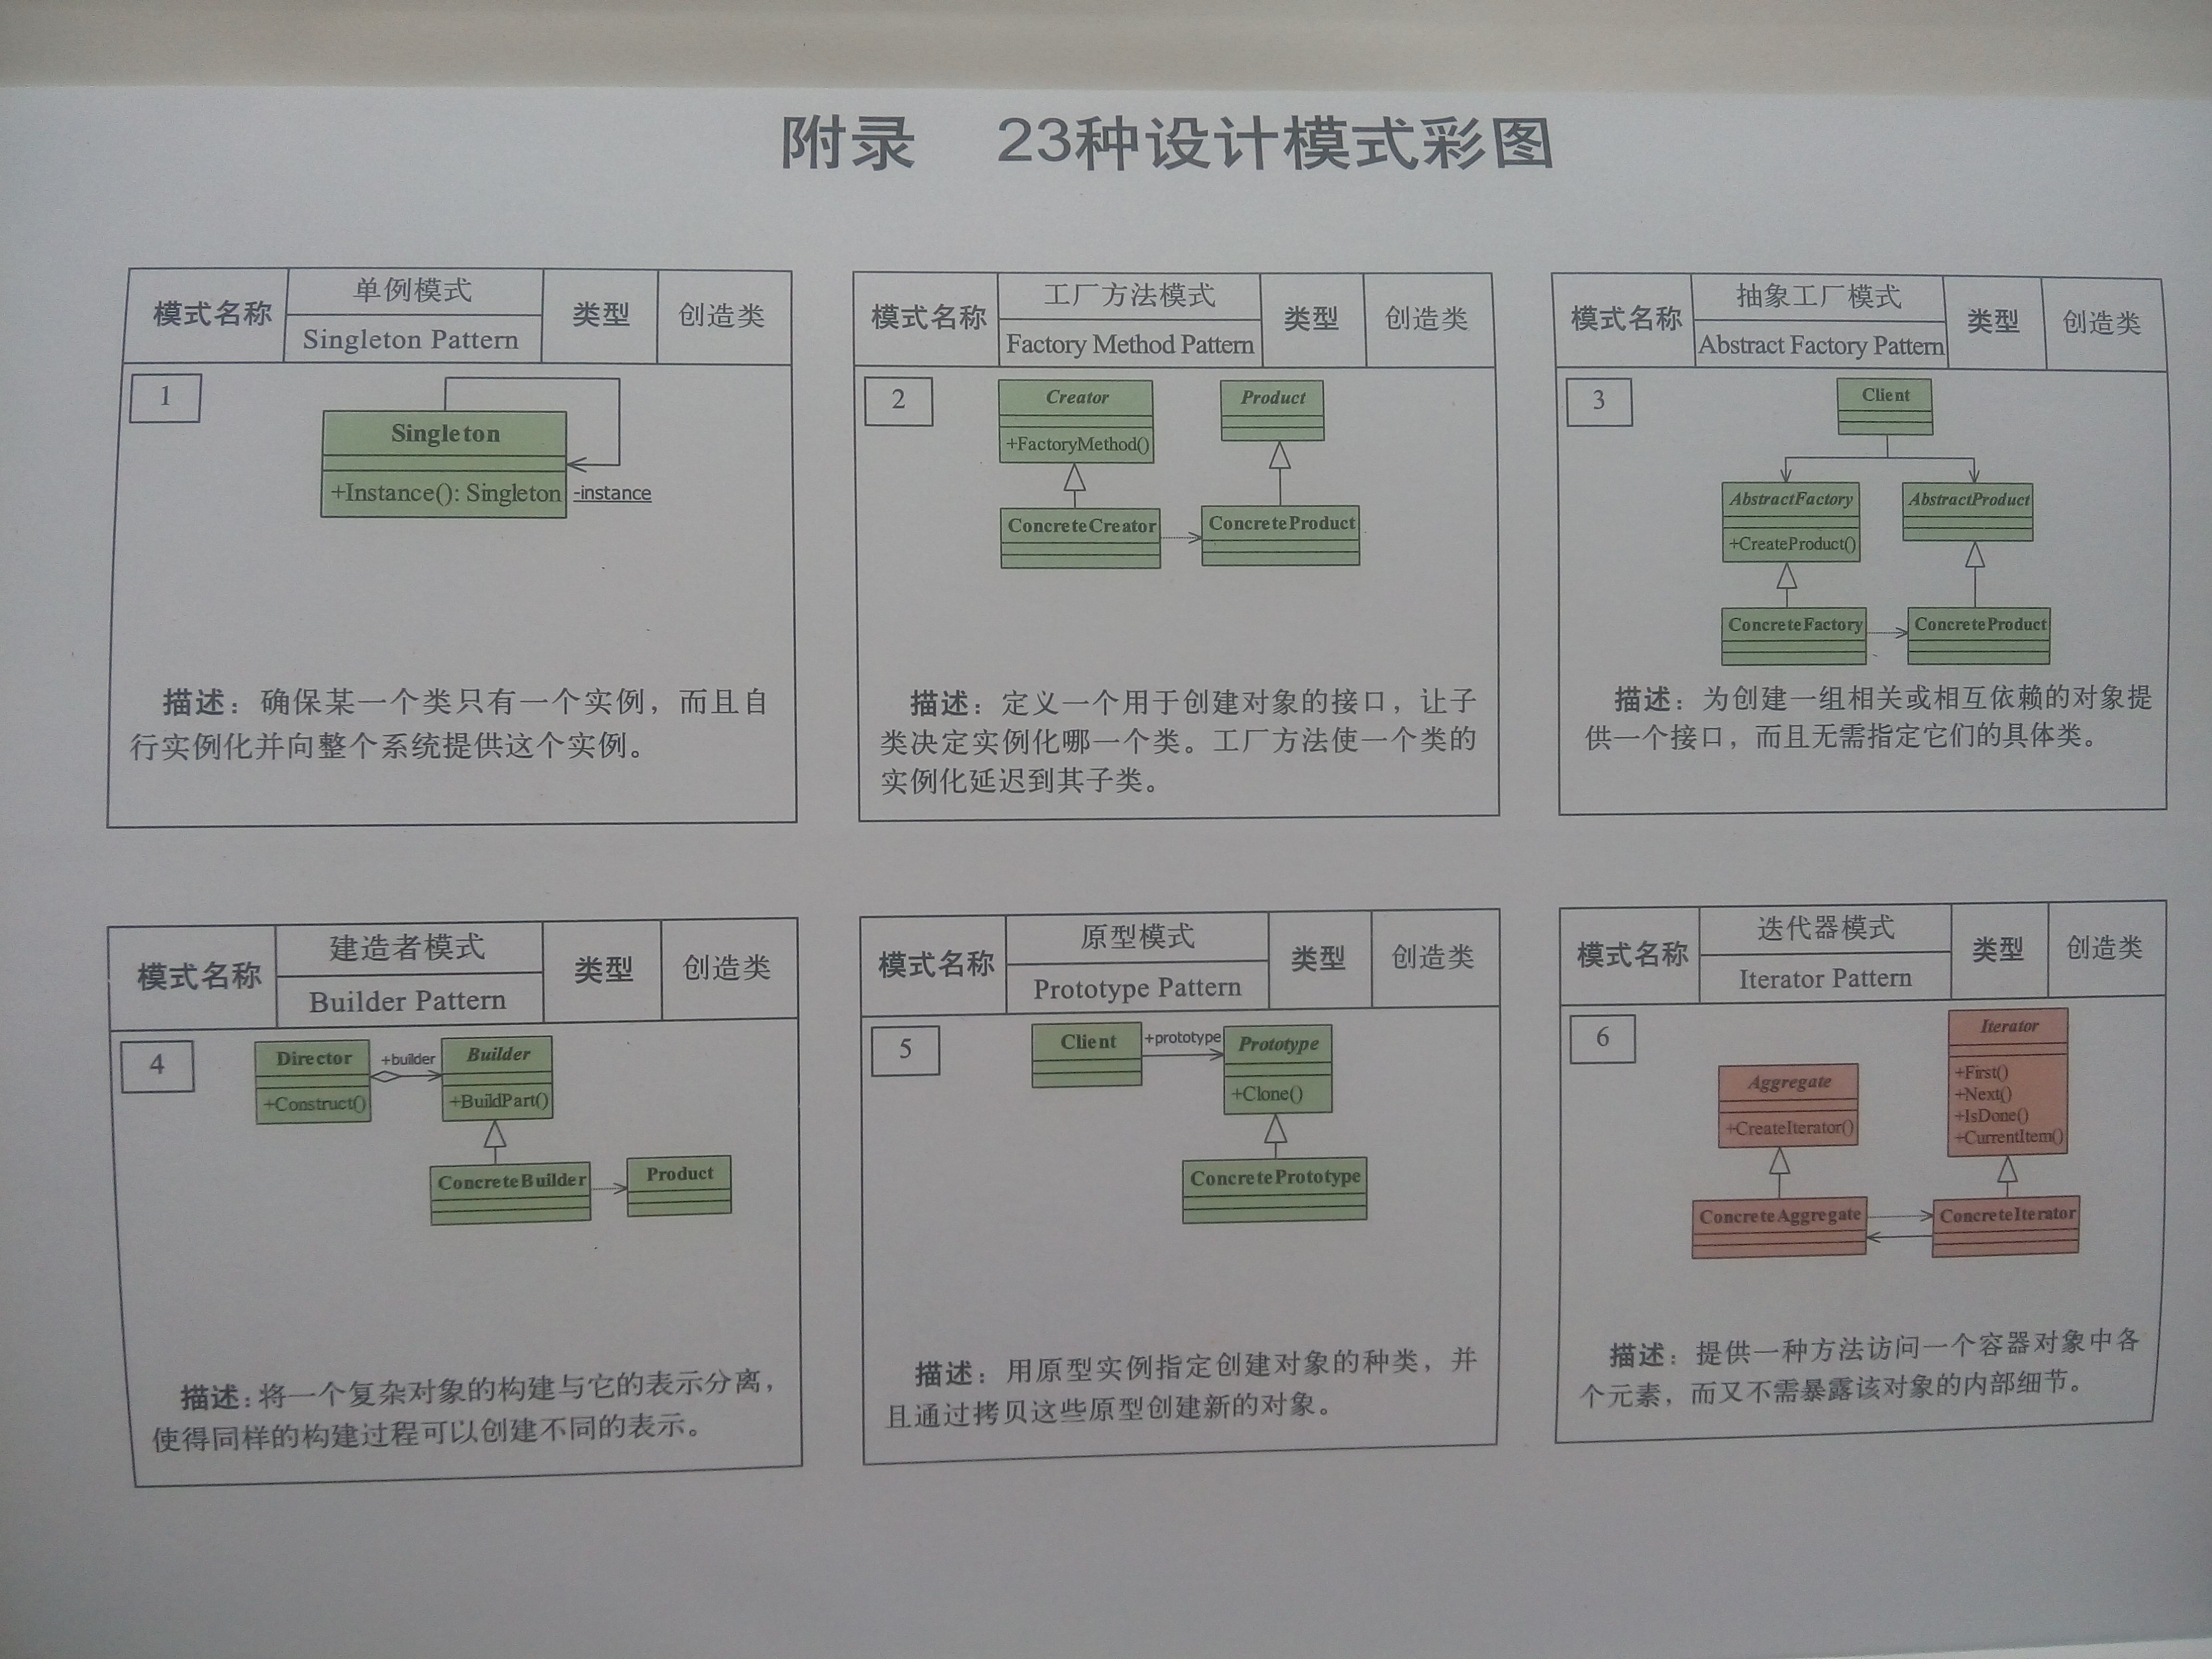 附录 23种设计模式彩图
模式名称
单例模式
Singleton Pattern
类型
创造类
1
Singleton
+Instance(): Singleton
-instance
描述：确保某一个类只有一个实例，而且自
行实例化并向整个系统提供这个实例。
模式名称
工厂方法模式
Factory Method Pattern
类型
创造类
2
Creator
+FactoryMethod()
Product
ConcreteCreator
ConcreteProduct
描述：定义一个用于创建对象的接口，让子
类决定实例化哪一个类。工厂方法使一个类的
实例化延迟到其子类。
模式名称
抽象工厂模式
Abstract Factory Pattern
类型
创造类
3
Client
AbstractFactory
+CreateProduct()
AbstractProduct
ConcreteFactory
ConcreteProduct
描述：为创建一组相关或相互依赖的对象提
供一个接口，而且无需指定它们的具体类。
模式名称
建造者模式
Builder Pattern
类型
创造类
4
Director
+Construct()
+builder
Builder
+BuildPart()
ConcreteBuilder
Product
描述：将一个复杂对象的构建与它的表示分离，
使得同样的构建过程可以创建不同的表示。
模式名称
原型模式
Prototype Pattern
类型
创造类
5
Client
+prototype
Prototype
+Clone()
ConcretePrototype
描述：用原型实例指定创建对象的种类，并
且通过拷贝这些原型创建新的对象。
模式名称
迭代器模式
Iterator Pattern
类型
创造类
6
Iterator
+First()
+Next()
+IsDone()
+CurrentItem()
Aggregate
+CreateIterator()
ConcreteAggregate
ConcreteIterator
描述：提供一种方法访问一个容器对象中各
个元素，而又不需暴露该对象的内部细节。